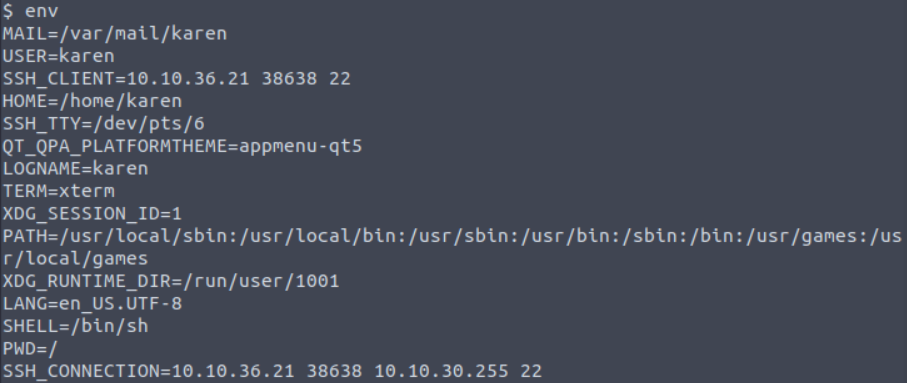 $ env
MAIL=/var/mail/karen
USER=karen
SSH_CLIENT=10.10.36.21 38638 22
HOME=/home/karen
SSH_TTY=/dev/pts/6
QT_QPA_PLATFORMTHEME=appmenu-qt5
LOGNAME=karen
TERM=xterm
XDG_SESSION_ID=1
PATH=/usr/local/sbin:/usr/local/bin:/usr/sbin:/usr/bin:/sbin:/bin:/usr/games:/us
r/local/games
XDG_RUNTIME_DIR=/run/user/1001
LANG=en_US.UTF-8
SHELL=/bin/sh
PWD=/
SSH_CONNECTION=10.10.36.21 38638 10.10.30.255 22